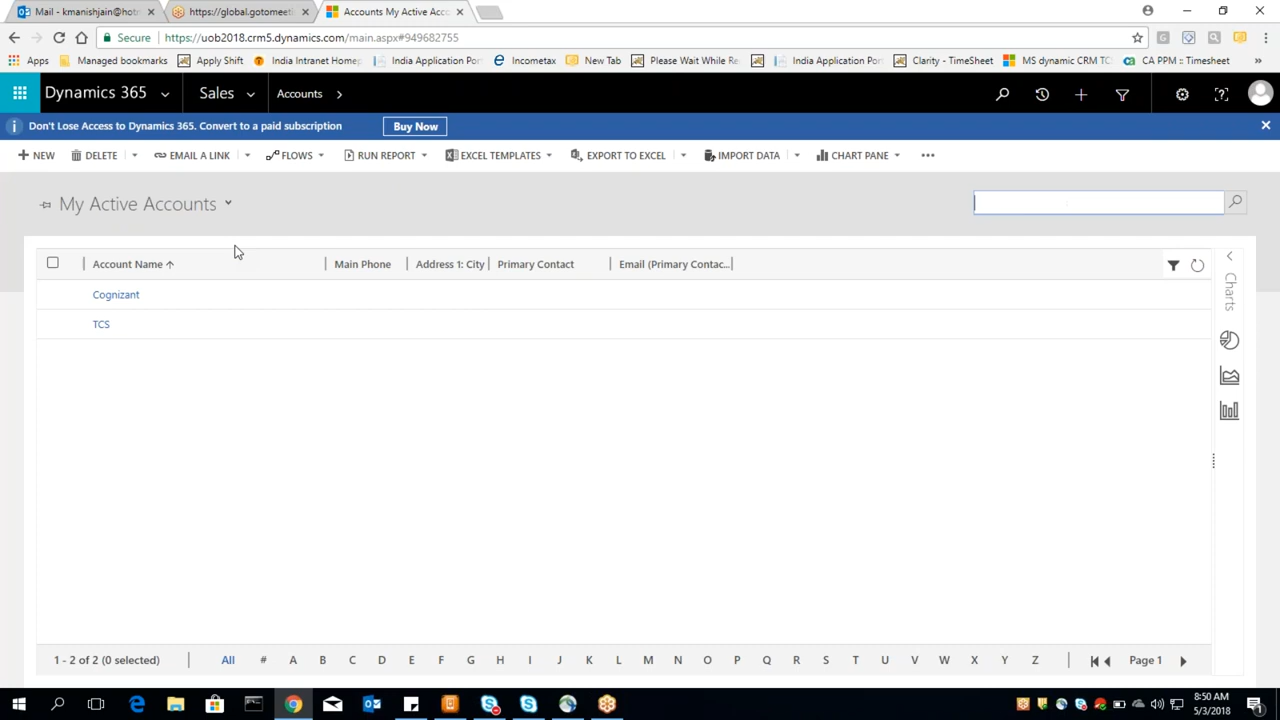 Mail - kmanishjain@hotm
https://global.gotomeeti
Accounts My Active Acco
Secure
https://uob2018.crm5.dynamics.com/main.aspx#949682755
Apps
Managed bookmarks
Apply Shift
India Intranet Homep
India Application Por
Incometax
New Tab
Please Wait While Re
India Application Por
Clarity - TimeSheet
MS dynamic CRM TC
CA PPM :: Timesheet
Dynamics 365
Sales
Accounts
Don't Lose Access to Dynamics 365. Convert to a paid subscription
Buy Now
NEW
DELETE
EMAIL A LINK
FLOWS
RUN REPORT
EXCEL TEMPLATES
EXPORT TO EXCEL
IMPORT DATA
CHART PANE
My Active Accounts
Account Name
Main Phone
Address 1: City
Primary Contact
Email (Primary Contac...
Charts
Cognizant
TCS
1 - 2 of 2 (0 selected)
All # A B C D E F G H I J K L M N O P Q R S T U V W X Y Z
Page 1
8:50 AM
5/3/2018